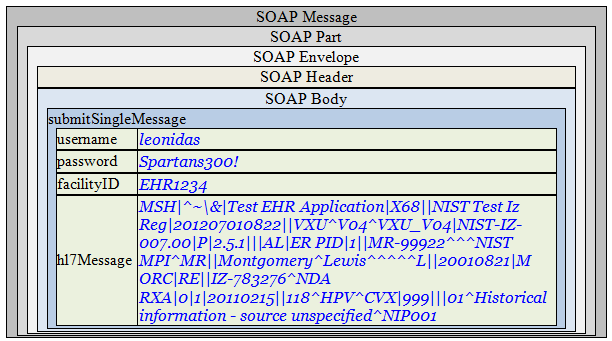 SOAP Message
SOAP Part
SOAP Envelope
SOAP Header
SOAP Body
submitSingleMessage
username leonidas
password Spartans300!
facilityID EHR1234
hl7Message
MSH|^~\&|Test EHR Application|X68||NIST Test Iz
Reg|201207010822||VXU^V04^VXU_V04|NIST-IZ-
007.00|P|2.5.1|||AL|ER PID|1||MR-99922^^^NIST
MPI^MR||Montgomery^Lewis^^^^^L||20010821|M
ORC|RE||IZ-783276^NDA
RXA|0|1|20110215||118^HPV^CVX|999|||01^Historical
information - source unspecified^NIP001